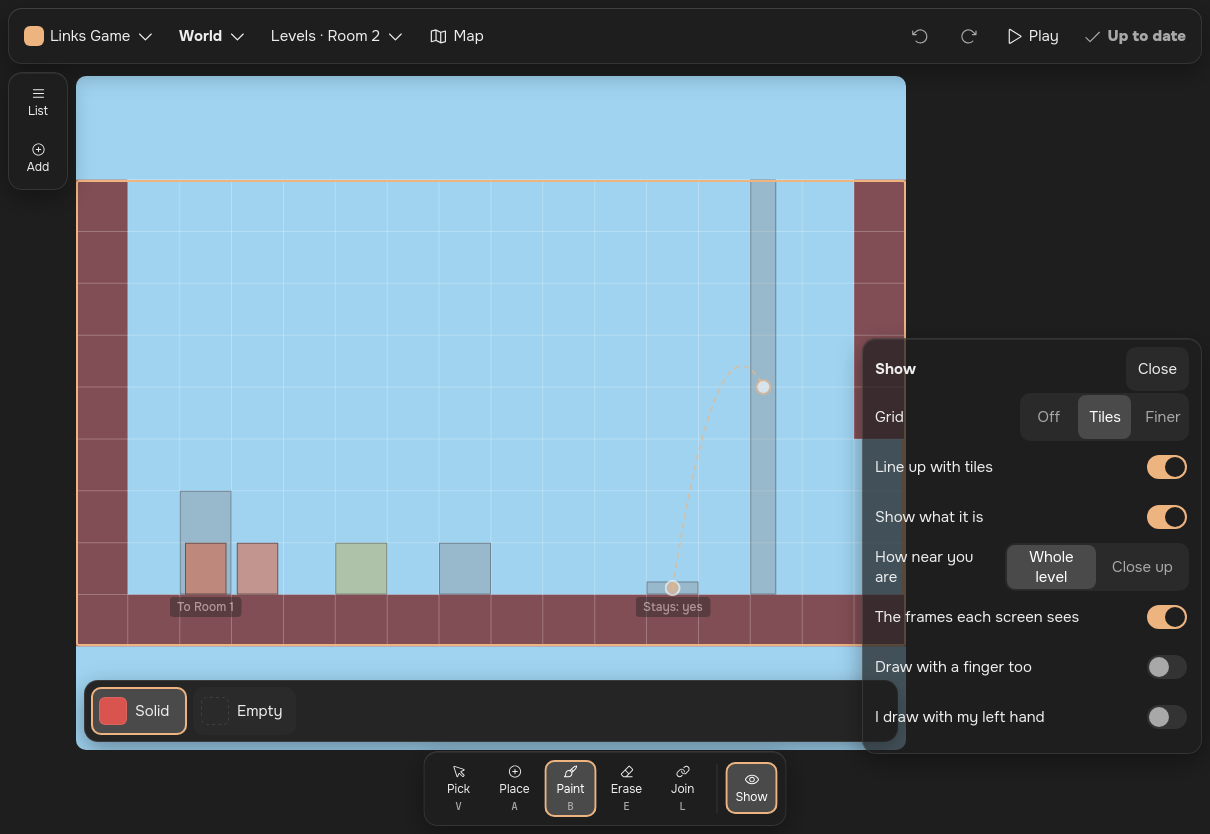 Links Game
World
Levels · Room 2
Map
Play
Up to date
List
Add
Show
Close
Grid
Off
Tiles
Finer
Line up with tiles
Show what it is
How near you
are
Whole
level
Close up
The frames each screen sees
Draw with a finger too
I draw with my left hand
To Room 1
Stays: yes
Solid
Empty
Pick
V
Place
A
Paint
B
Erase
E
Join
L
Show